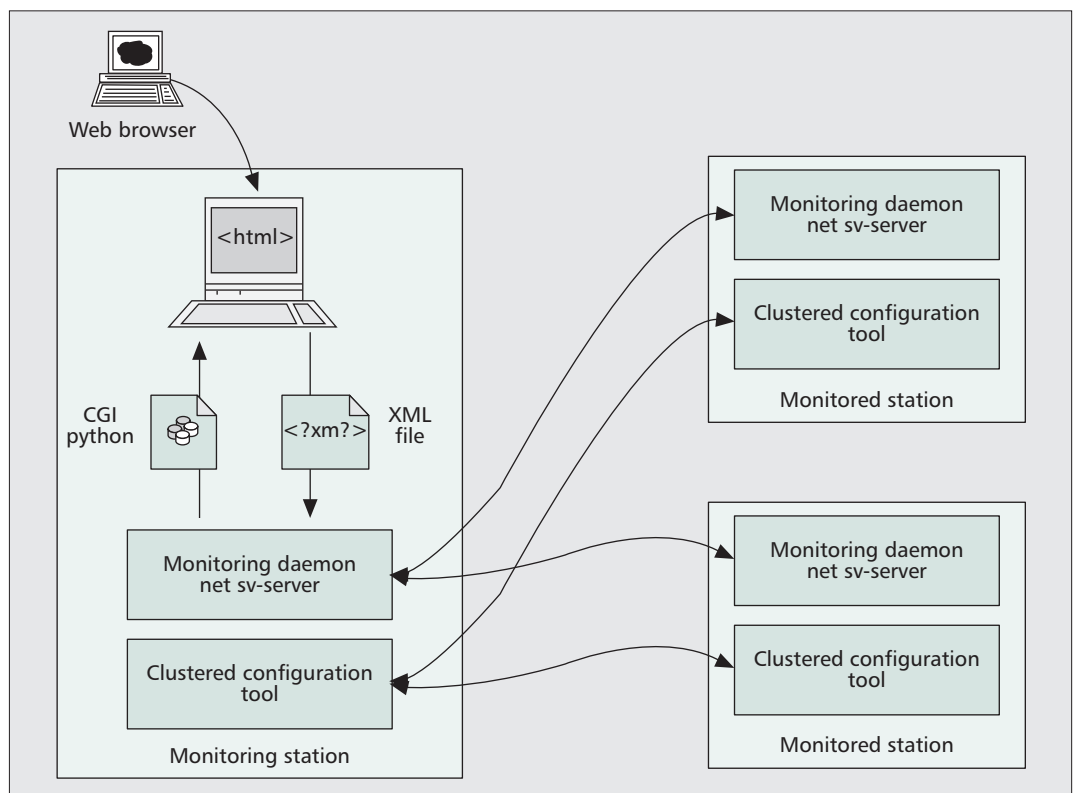 Web browser
<html>
CGI
python
<?xm?>
XML
file
Monitoring daemon
net sv-server
Clustered configuration
tool
Monitoring station
Monitoring daemon
net sv-server
Clustered configuration
tool
Monitored station
Monitoring daemon
net sv-server
Clustered configuration
tool
Monitored station